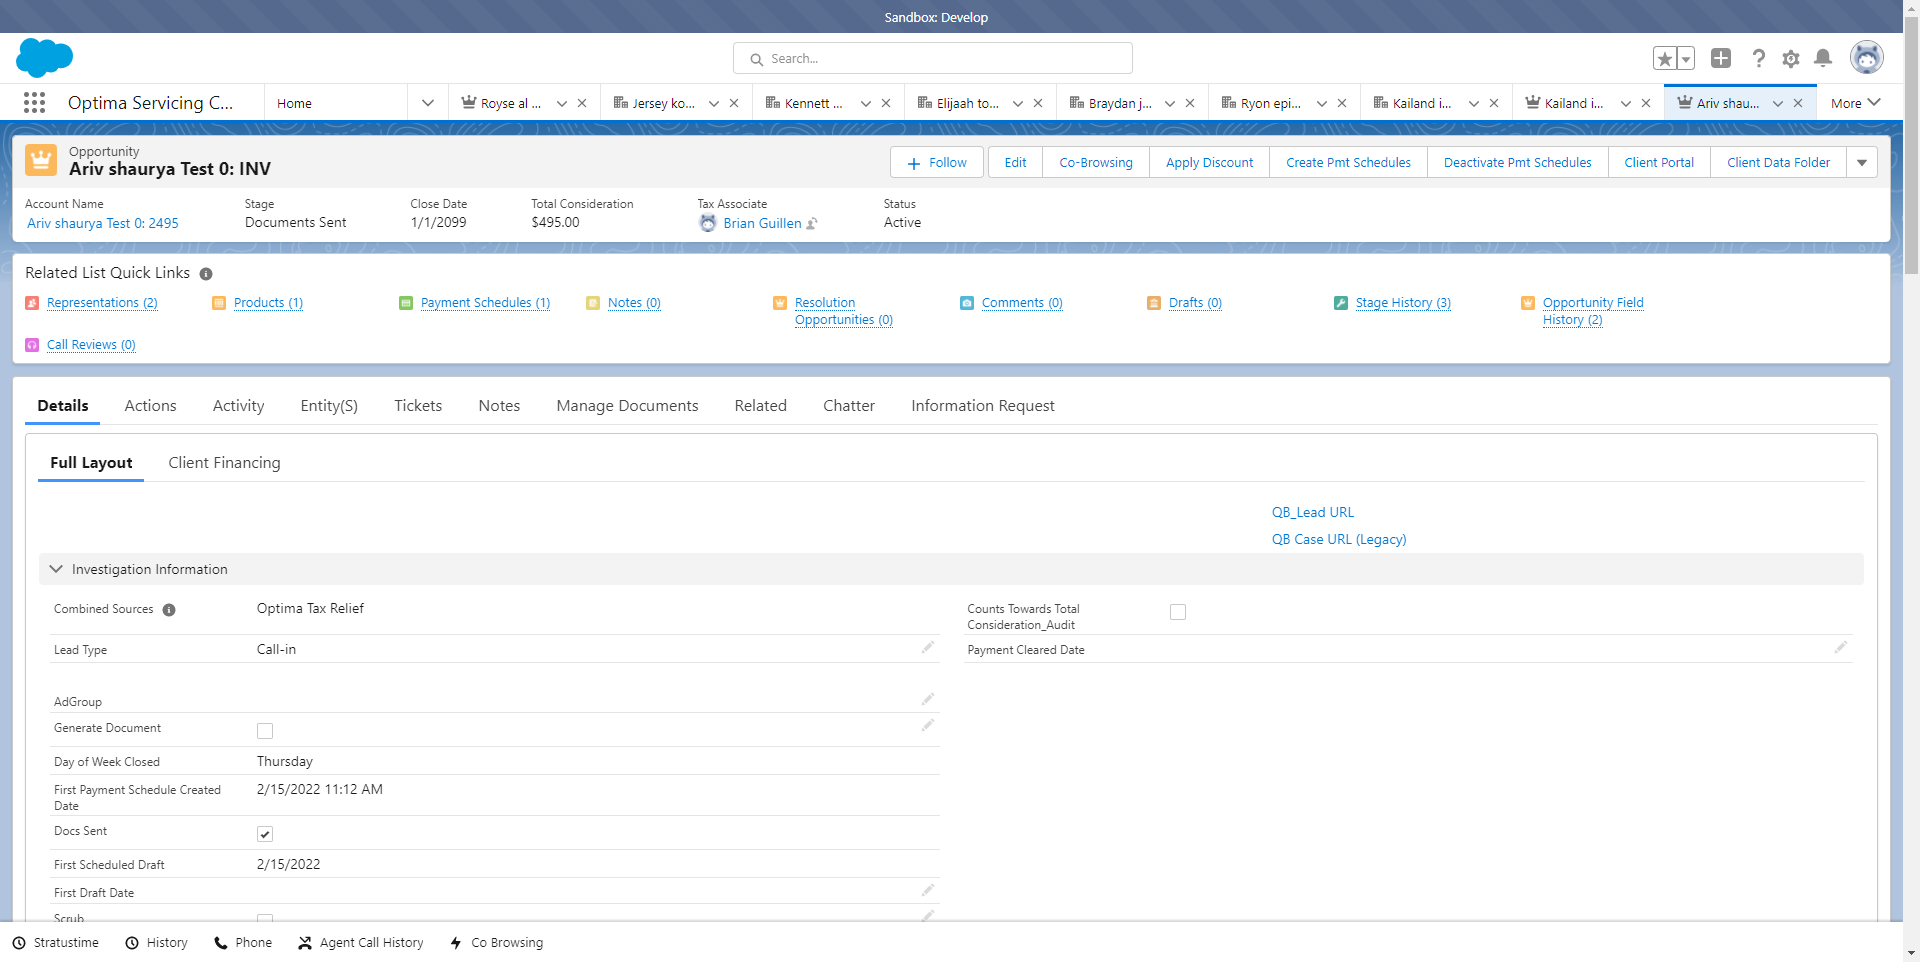 Sandbox: Develop
Search...
Optima Servicing C...
Home
Royse al ...
Jersey ko...
Kennett ...
Elijaah to...
Braydan j...
Ryon epi...
Kailand i...
Kailand i...
Ariv shau...
More
Opportunity
Ariv shaurya Test 0: INV
Follow
Edit
Co-Browsing
Apply Discount
Create Pmt Schedules
Deactivate Pmt Schedules
Client Portal
Client Data Folder
Account Name
Stage
Close Date
Total Consideration
Tax Associate
Status
Ariv shaurya Test 0: 2495
Documents Sent
1/1/2099
$495.00
Brian Guillen
Active
Related List Quick Links
Representations (2)
Products (1)
Payment Schedules (1)
Notes (0)
Resolution
Opportunities (0)
Comments (0)
Drafts (0)
Stage History (3)
Opportunity Field
History (2)
Call Reviews (0)
Details
Actions
Activity
Entity(S)
Tickets
Notes
Manage Documents
Related
Chatter
Information Request
Full Layout
Client Financing
QB_Lead URL
QB Case URL (Legacy)
Investigation Information
Combined Sources
Optima Tax Relief
Counts Towards Total
Consideration_Audit
Lead Type
Call-in
Payment Cleared Date
AdGroup
Generate Document
Day of Week Closed
Thursday
First Payment Schedule Created
Date
2/15/2022 11:12 AM
Docs Sent
First Scheduled Draft
2/15/2022
First Draft Date
Scrub
Stratustime
History
Phone
Agent Call History
Co Browsing